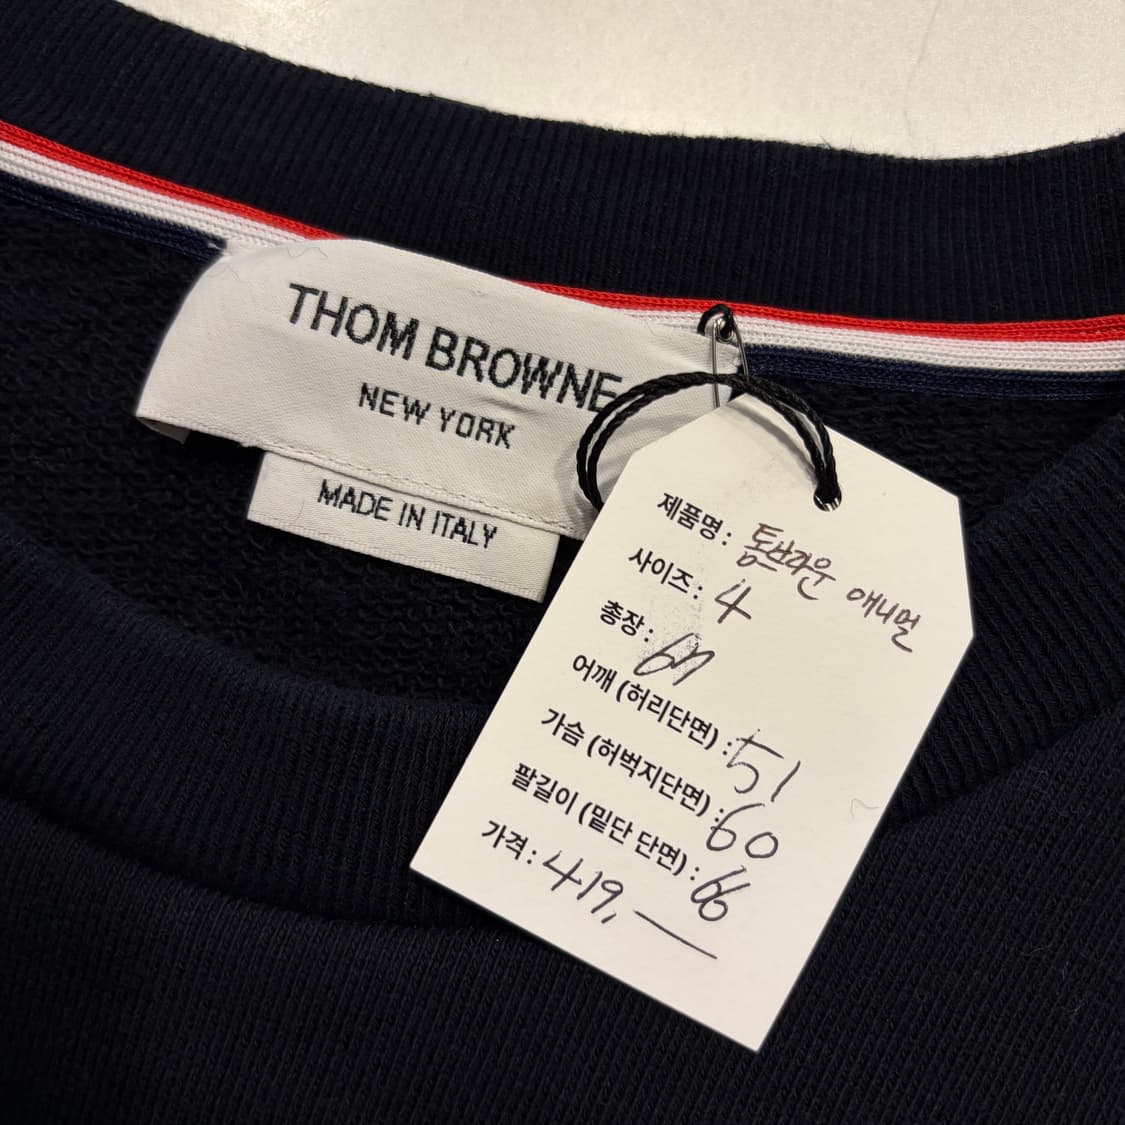 THOM BROWNE
NEW YORK
MADE IN ITALY
제품명: 톰브라운 애니멀
사이즈: 4
총장: 67
어깨 (허리단면) : 51
가슴 (허벅지단면) : 60
팔길이 (밑단 단면) : 66
가격: 419,—